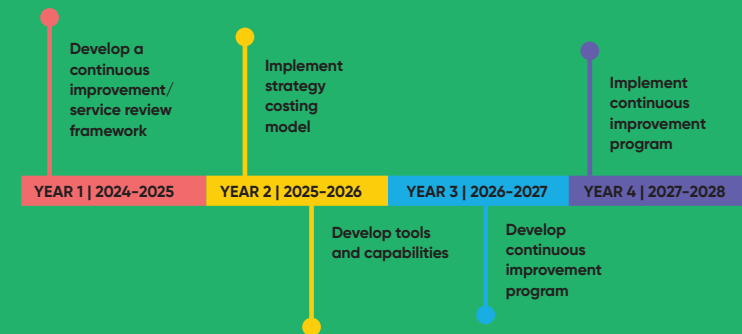 Develop a
continuous
improvement/
service review
framework
Implement
strategy
costing
model
Implement
continuous
improvement
program
YEAR 1 | 2024-2025
YEAR 2 | 2025-2026
YEAR 3 | 2026-2027
YEAR 4 | 2027-2028
Develop tools
and capabilities
Develop
continuous
improvement
program